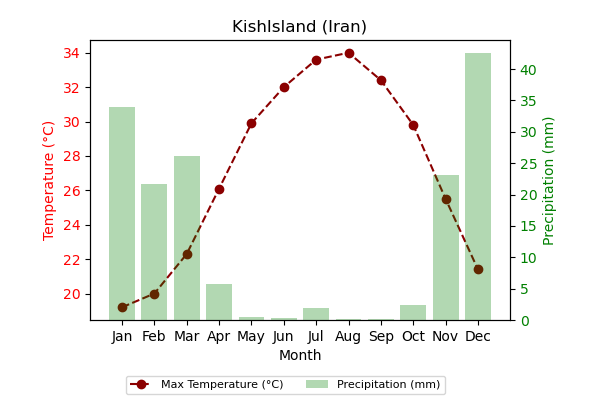 KishIsland (Iran)
34
32
30
28
26
24
22
20
Temperature (°C)
40
35
30
25
20
15
10
5
0
Precipitation (mm)
Jan Feb Mar Apr May Jun Jul Aug Sep Oct Nov Dec
Month
Max Temperature (°C) Precipitation (mm)